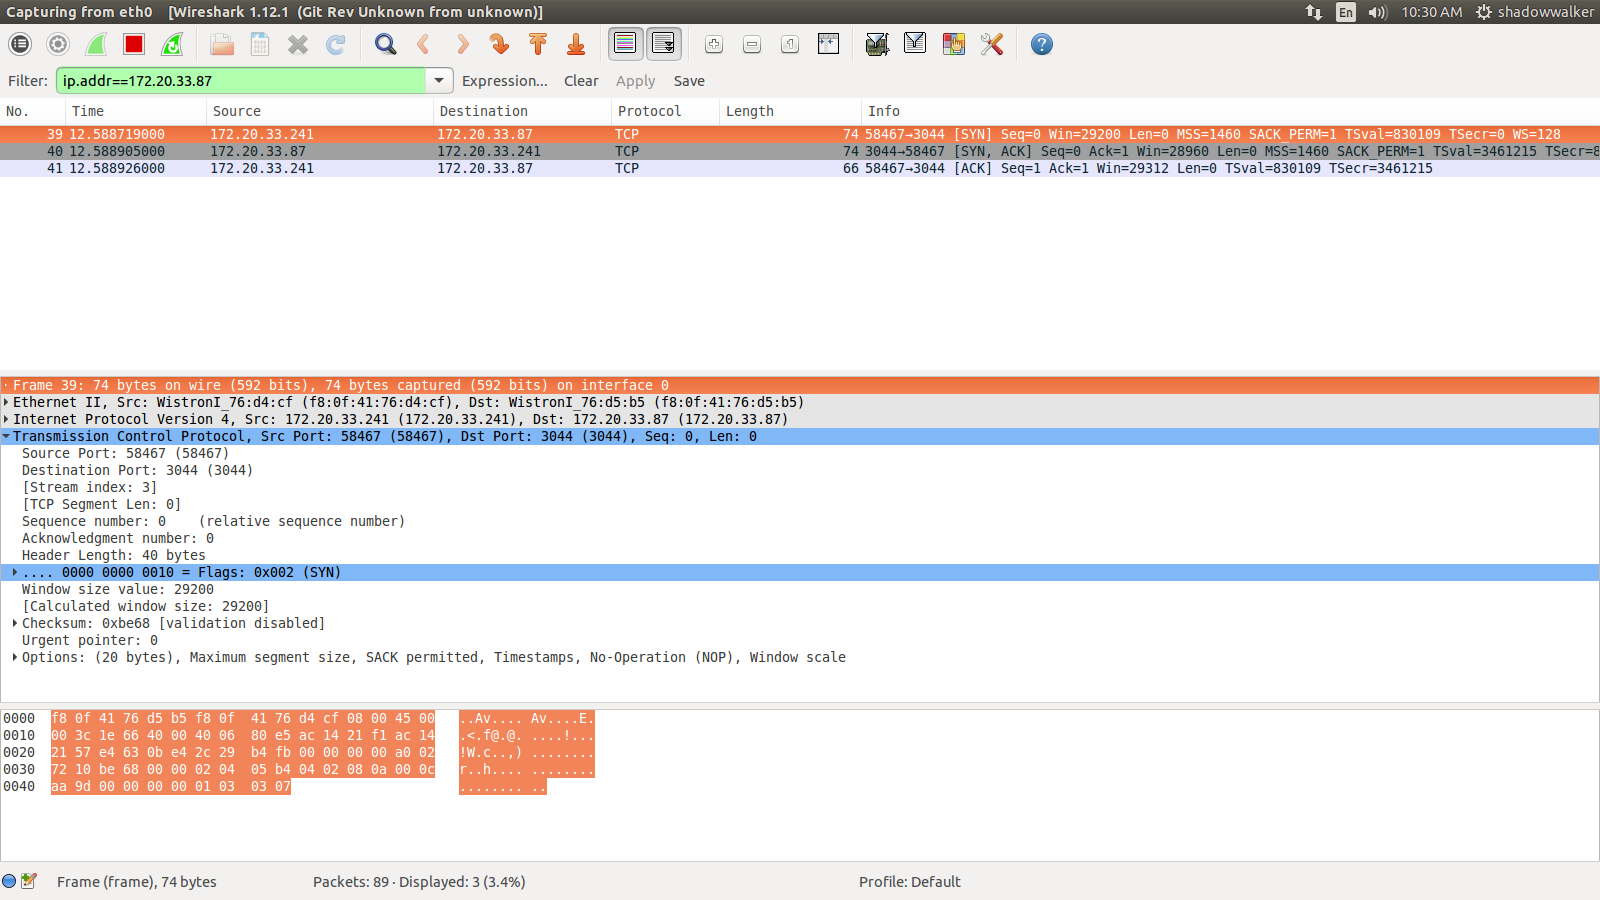 Capturing from eth0 [Wireshark 1.12.1 (Git Rev Unknown from unknown)] En 10:30 AM shadowwalker
Filter: ip.addr==172.20.33.87 Expression... Clear Apply Save
No. Time Source Destination Protocol Length Info
39 12.588719000 172.20.33.241 172.20.33.87 TCP 74 58467→3044 [SYN] Seq=0 Win=29200 Len=0 MSS=1460 SACK_PERM=1 TSval=830109 TSecr=0 WS=128
40 12.588905000 172.20.33.87 172.20.33.241 TCP 74 3044→58467 [SYN, ACK] Seq=0 Ack=1 Win=28960 Len=0 MSS=1460 SACK_PERM=1 TSval=3461215 TSecr=8
41 12.588926000 172.20.33.241 172.20.33.87 TCP 66 58467→3044 [ACK] Seq=1 Ack=1 Win=29312 Len=0 TSval=830109 TSecr=3461215
Frame 39: 74 bytes on wire (592 bits), 74 bytes captured (592 bits) on interface 0
Ethernet II, Src: WistronI_76:d4:cf (f8:0f:41:76:d4:cf), Dst: WistronI_76:d5:b5 (f8:0f:41:76:d5:b5)
Internet Protocol Version 4, Src: 172.20.33.241 (172.20.33.241), Dst: 172.20.33.87 (172.20.33.87)
Transmission Control Protocol, Src Port: 58467 (58467), Dst Port: 3044 (3044), Seq: 0, Len: 0
Source Port: 58467 (58467)
Destination Port: 3044 (3044)
[Stream index: 3]
[TCP Segment Len: 0]
Sequence number: 0 (relative sequence number)
Acknowledgment number: 0
Header Length: 40 bytes
.... 0000 0000 0010 = Flags: 0x002 (SYN)
Window size value: 29200
[Calculated window size: 29200]
Checksum: 0xbe68 [validation disabled]
Urgent pointer: 0
Options: (20 bytes), Maximum segment size, SACK permitted, Timestamps, No-Operation (NOP), Window scale
0000 f8 0f 41 76 d5 b5 f8 0f 41 76 d4 cf 08 00 45 00 ..Av.... Av....E.
0010 00 3c 1e 66 40 00 40 06 80 e5 ac 14 21 f1 ac 14 .<.f@.@. ....!...
0020 21 57 e4 63 0b e4 2c 29 b4 fb 00 00 00 00 a0 02 !W.c..,) ........
0030 72 10 be 68 00 00 02 04 05 b4 04 02 08 0a 00 0c r..h.... ........
0040 aa 9d 00 00 00 00 01 03 03 07 ........ ..
Frame (frame), 74 bytes Packets: 89 · Displayed: 3 (3.4%) Profile: Default